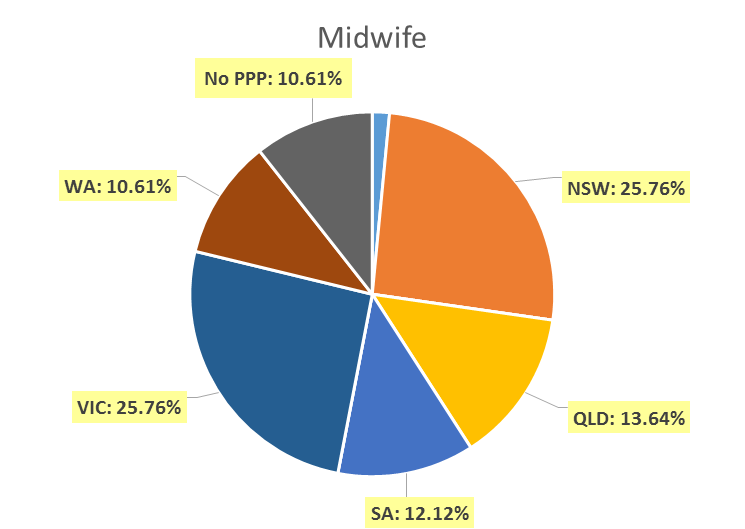 Midwife
No PPP: 10.61%
WA: 10.61%
NSW: 25.76%
VIC: 25.76%
QLD: 13.64%
SA: 12.12%